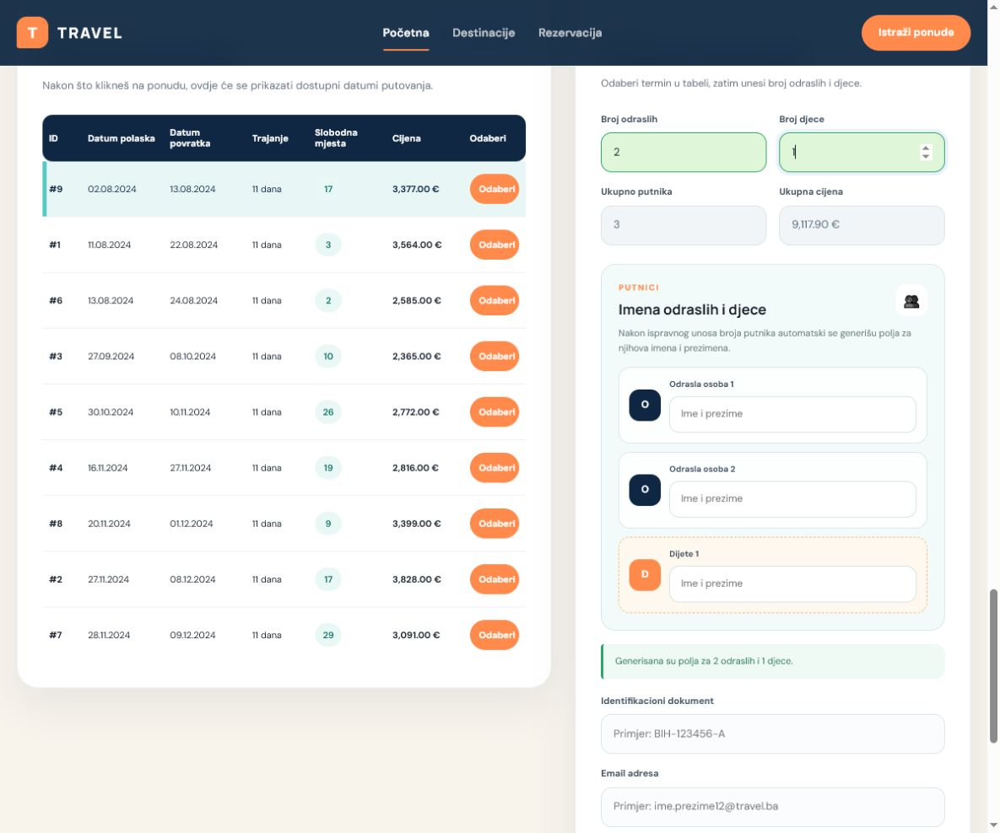 T TRAVEL Početna Destinacije Rezervacija Istraži ponude
Nakon što klikneš na ponudu, ovdje će se prikazati dostupni datumi putovanja.
ID Datum polaska Datum povratka Trajanje Slobodna mjesta Cijena Odaberi
#9 02.08.2024 13.08.2024 11 dana 17 3,377.00 € Odaberi
#1 11.08.2024 22.08.2024 11 dana 3 3,564.00 € Odaberi
#6 13.08.2024 24.08.2024 11 dana 2 2,585.00 € Odaberi
#3 27.09.2024 08.10.2024 11 dana 10 2,365.00 € Odaberi
#5 30.10.2024 10.11.2024 11 dana 26 2,772.00 € Odaberi
#4 16.11.2024 27.11.2024 11 dana 19 2,816.00 € Odaberi
#8 20.11.2024 01.12.2024 11 dana 9 3,399.00 € Odaberi
#2 27.11.2024 08.12.2024 11 dana 17 3,828.00 € Odaberi
#7 28.11.2024 09.12.2024 11 dana 29 3,091.00 € Odaberi
Odaberi termin u tabeli, zatim unesi broj odraslih i djece.
Broj odraslih Broj djece
2 1
Ukupno putnika Ukupna cijena
3 9,117.90 €
PUTNICI
Imena odraslih i djece
Nakon ispravnog unosa broja putnika automatski se generišu polja za
njihova imena i prezimena.
Odrasla osoba 1
O Ime i prezime
Odrasla osoba 2
O Ime i prezime
Dijete 1
D Ime i prezime
Generisana su polja za 2 odraslih i 1 djece.
Identifikacioni dokument
Primjer: BIH-123456-A
Email adresa
Primjer: ime.prezime12@travel.ba